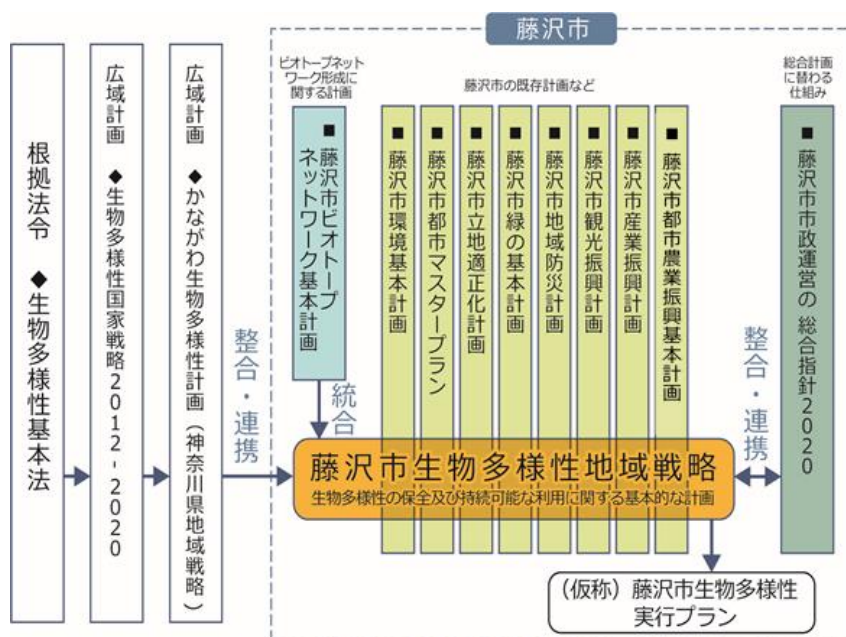 藤沢市
根拠法令 ◆生物多様性基本法
広域計画 ◆生物多様性国家戦略2012-2020
広域計画 ◆かながわ生物多様性計画(神奈川県地域戦略)
整合・連携
ビオトープネット
ワーク形成に
関する計画
■藤沢市ビオトープ
ネットワーク基本計画
統合
藤沢市の既存計画など
■藤沢市環境基本計画
■藤沢市都市マスタープラン
■藤沢市立地適正化計画
■藤沢市緑の基本計画
■藤沢市地域防災計画
■藤沢市観光振興計画
■藤沢市産業振興計画
■藤沢市都市農業振興基本計画
総合計画
に替わる
仕組み
■藤沢市市政運営の総合指針2020
整合・連携
藤沢市生物多様性地域戦略
生物多様性の保全及び持続可能な利用に関する基本的な計画
(仮称)藤沢市生物多様性
実行プラン